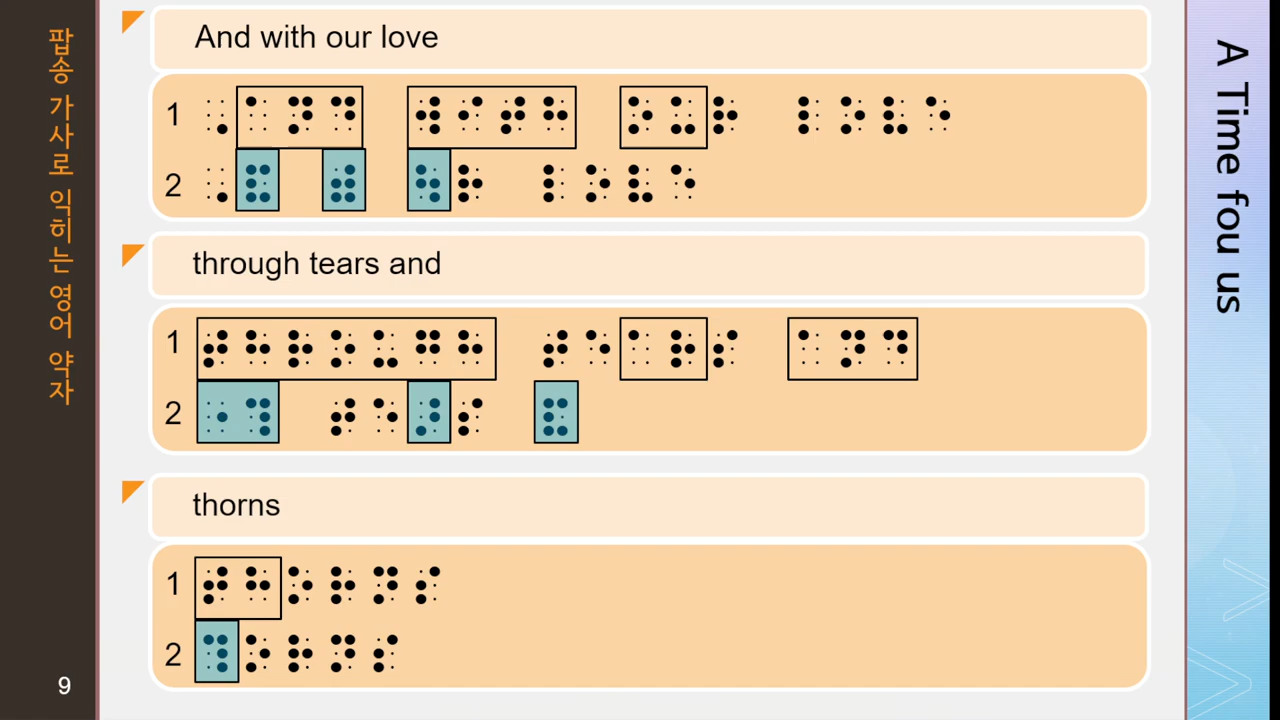 팝송 가사로 익히는 영어 약자
And with our love
1 ⠠⠁⠝⠙ ⠺⠊⠞⠓ ⠕⠥⠗ ⠇⠕⠧⠑
2 ⠠⠯ ⠾ ⠳⠗ ⠇⠕⠧⠑
through tears and
1 ⠞⠓⠗⠕⠥⠛⠓ ⠞⠑⠁⠗⠎ ⠁⠝⠙
2 ⠐⠹ ⠞⠑⠜⠎ ⠯
thorns
1 ⠞⠓⠕⠗⠝⠎
2 ⠹⠕⠗⠝⠎
9
A Time fou us